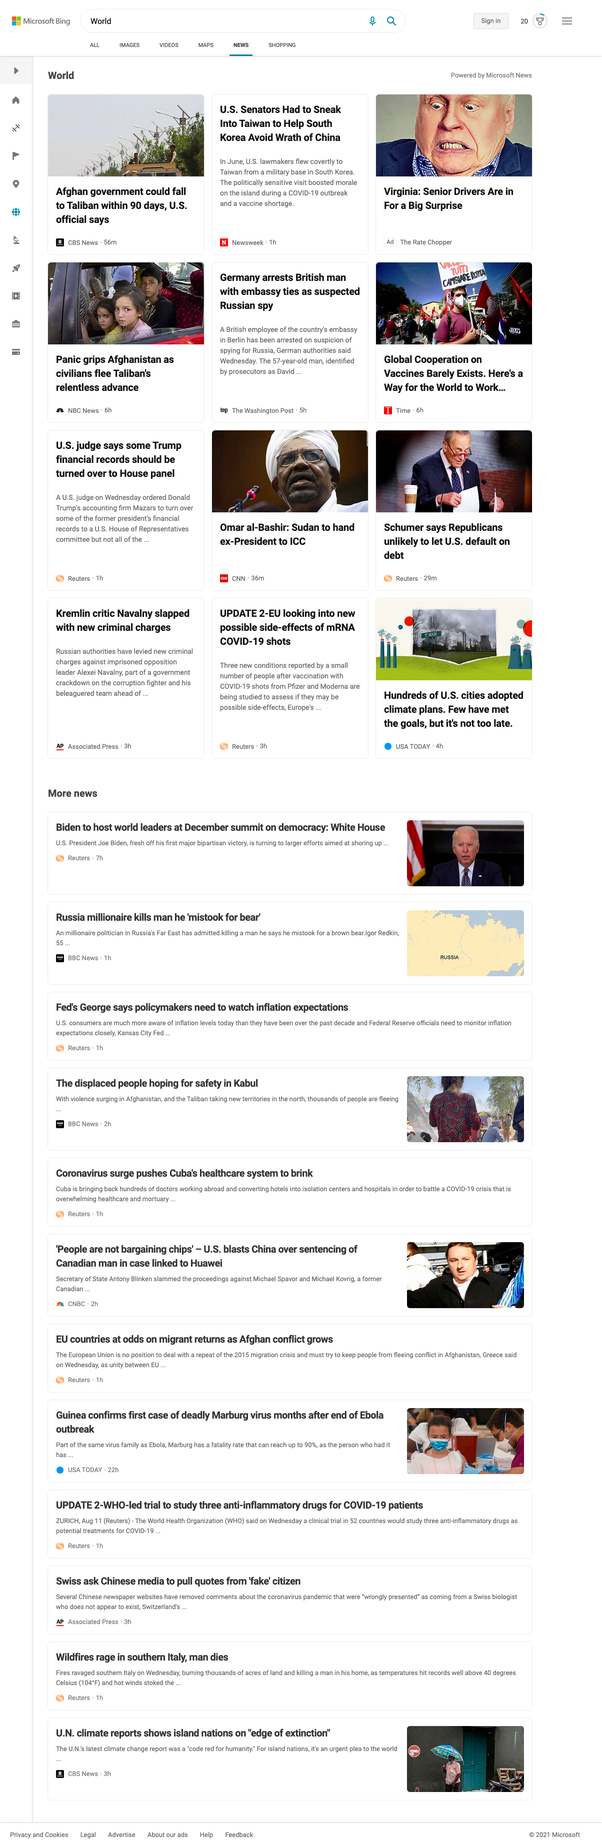 Microsoft Bing
World
Sign in
20
ALL IMAGES VIDEOS MAPS NEWS SHOPPING
World
Powered by Microsoft News
Afghan government could fall
to Taliban within 90 days, U.S.
official says
CBS News · 56m
U.S. Senators Had to Sneak
Into Taiwan to Help South
Korea Avoid Wrath of China
In June, U.S. lawmakers flew covertly to
Taiwan from a military base in South Korea.
The politically sensitive visit boosted morale
on the island during a COVID-19 outbreak
and a vaccine shortage.
Newsweek · 1h
Virginia: Senior Drivers Are in
For a Big Surprise
Ad The Rate Chopper
Panic grips Afghanistan as
civilians flee Taliban's
relentless advance
NBC News · 6h
Germany arrests British man
with embassy ties as suspected
Russian spy
A British employee of the country's embassy
in Berlin has been arrested on suspicion of
spying for Russia, German authorities said
Wednesday. The 57-year-old man, identified
by prosecutors as David ...
wp The Washington Post · 5h
TUTTI
CAMBIARE ROTTA
Global Cooperation on
Vaccines Barely Exists. Here's a
Way for the World to Work...
Time · 6h
U.S. judge says some Trump
financial records should be
turned over to House panel
A U.S. judge on Wednesday ordered Donald
Trump's accounting firm Mazars to turn over
some of the former president's financial
records to a U.S. House of Representatives
committee but not all of the ...
Reuters · 1h
Omar al-Bashir: Sudan to hand
ex-President to ICC
CNN · 36m
Schumer says Republicans
unlikely to let U.S. default on
debt
Reuters · 29m
Kremlin critic Navalny slapped
with new criminal charges
Russian authorities have levied new criminal
charges against imprisoned opposition
leader Alexei Navalny, part of a government
crackdown on the corruption fighter and his
beleaguered team ahead of ...
AP Associated Press · 3h
UPDATE 2-EU looking into new
possible side-effects of mRNA
COVID-19 shots
Three new conditions reported by a small
number of people after vaccination with
COVID-19 shots from Pfizer and Moderna are
being studied to assess if they may be
possible side-effects, Europe's ...
Reuters · 3h
Hundreds of U.S. cities adopted
climate plans. Few have met
the goals, but it's not too late.
USA TODAY · 4h
More news
Biden to host world leaders at December summit on democracy: White House
U.S. President Joe Biden, fresh off his first major bipartisan victory, is turning to larger efforts aimed at shoring up ...
Reuters · 7h
Russia millionaire kills man he 'mistook for bear'
An millionaire politician in Russia's Far East has admitted killing a man he says he mistook for a brown bear.Igor Redkin,
55 ...
BBC News · 1h
RUSSIA
Fed's George says policymakers need to watch inflation expectations
U.S. consumers are much more aware of inflation levels today than they have been over the past decade and Federal Reserve officials need to monitor inflation
expectations closely, Kansas City Fed ...
Reuters · 1h
The displaced people hoping for safety in Kabul
With violence surging in Afghanistan, and the Taliban taking new territories in the north, thousands of people are fleeing
...
BBC News · 2h
Coronavirus surge pushes Cuba's healthcare system to brink
Cuba is bringing back hundreds of doctors working abroad and converting hotels into isolation centers and hospitals in order to battle a COVID-19 crisis that is
overwhelming healthcare and mortuary ...
Reuters · 1h
'People are not bargaining chips' – U.S. blasts China over sentencing of
Canadian man in case linked to Huawei
Secretary of State Antony Blinken slammed the proceedings against Michael Spavor and Michael Kovrig, a former
Canadian ...
CNBC · 2h
EU countries at odds on migrant returns as Afghan conflict grows
The European Union is no position to deal with a repeat of the 2015 migration crisis and must try to keep people from fleeing conflict in Afghanistan, Greece said
on Wednesday, as unity between EU ...
Reuters · 1h
Guinea confirms first case of deadly Marburg virus months after end of Ebola
outbreak
Part of the same virus family as Ebola, Marburg has a fatality rate that can reach up to 90%, as the person who had it
has ...
USA TODAY · 22h
UPDATE 2-WHO-led trial to study three anti-inflammatory drugs for COVID-19 patients
ZURICH, Aug 11 (Reuters) - The World Health Organization (WHO) said on Wednesday a clinical trial in 52 countries would study three anti-inflammatory drugs as
potential treatments for COVID-19 ...
Reuters · 1h
Swiss ask Chinese media to pull quotes from 'fake' citizen
Several Chinese newspaper websites have removed comments about the coronavirus pandemic that were "wrongly presented" as coming from a Swiss biologist
who does not appear to exist, Switzerland's ...
AP Associated Press · 3h
Wildfires rage in southern Italy, man dies
Fires ravaged southern Italy on Wednesday, burning thousands of acres of land and killing a man in his home, as temperatures hit records well above 40 degrees
Celsius (104°F) and hot winds stoked the ...
Reuters · 1h
U.N. climate reports shows island nations on "edge of extinction"
The U.N.'s latest climate change report was a "code red for humanity." For island nations, it's an urgent plea to the world
...
CBS News · 3h
Privacy and Cookies Legal Advertise About our ads Help Feedback
© 2021 Microsoft